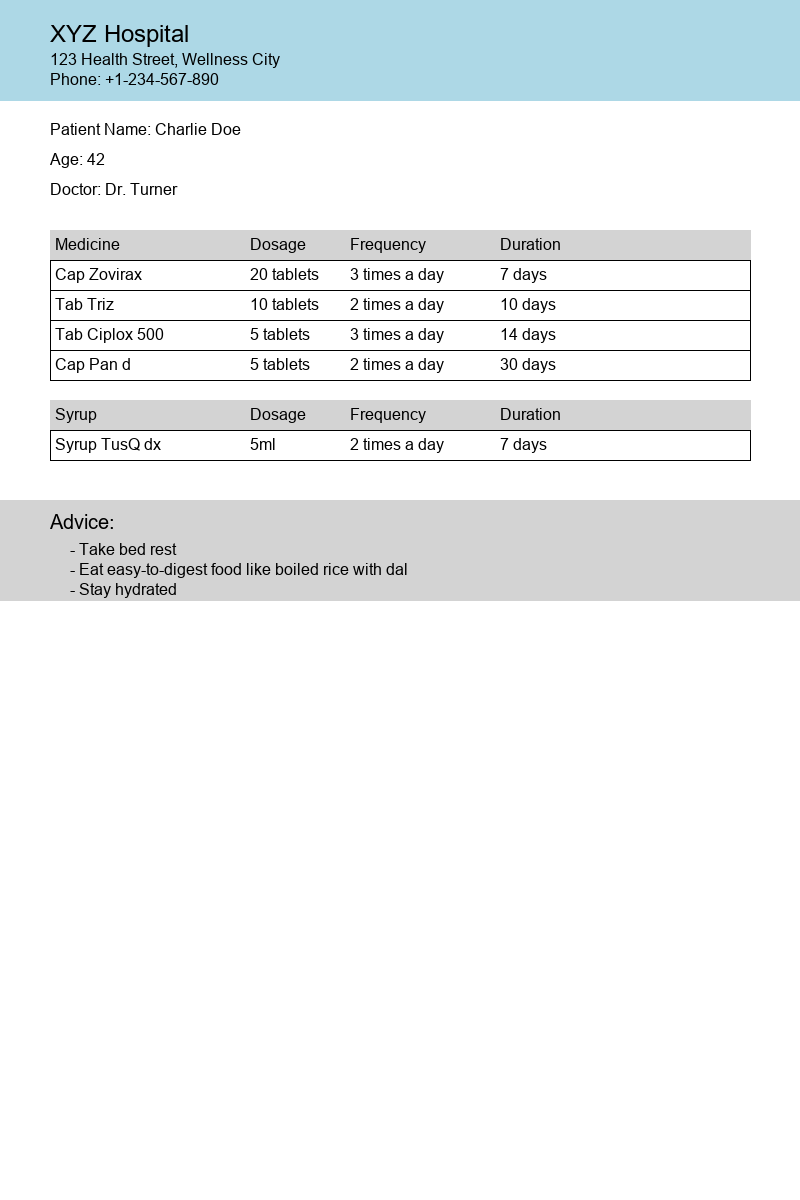 XYZ Hospital
123 Health Street, Wellness City
Phone: +1-234-567-890
Patient Name: Charlie Doe
Age: 42
Doctor: Dr. Turner
Medicine Dosage Frequency Duration
Cap Zovirax 20 tablets 3 times a day 7 days
Tab Triz 10 tablets 2 times a day 10 days
Tab Ciplox 500 5 tablets 3 times a day 14 days
Cap Pan d 5 tablets 2 times a day 30 days
Syrup Dosage Frequency Duration
Syrup TusQ dx 5ml 2 times a day 7 days
Advice:
- Take bed rest
- Eat easy-to-digest food like boiled rice with dal
- Stay hydrated